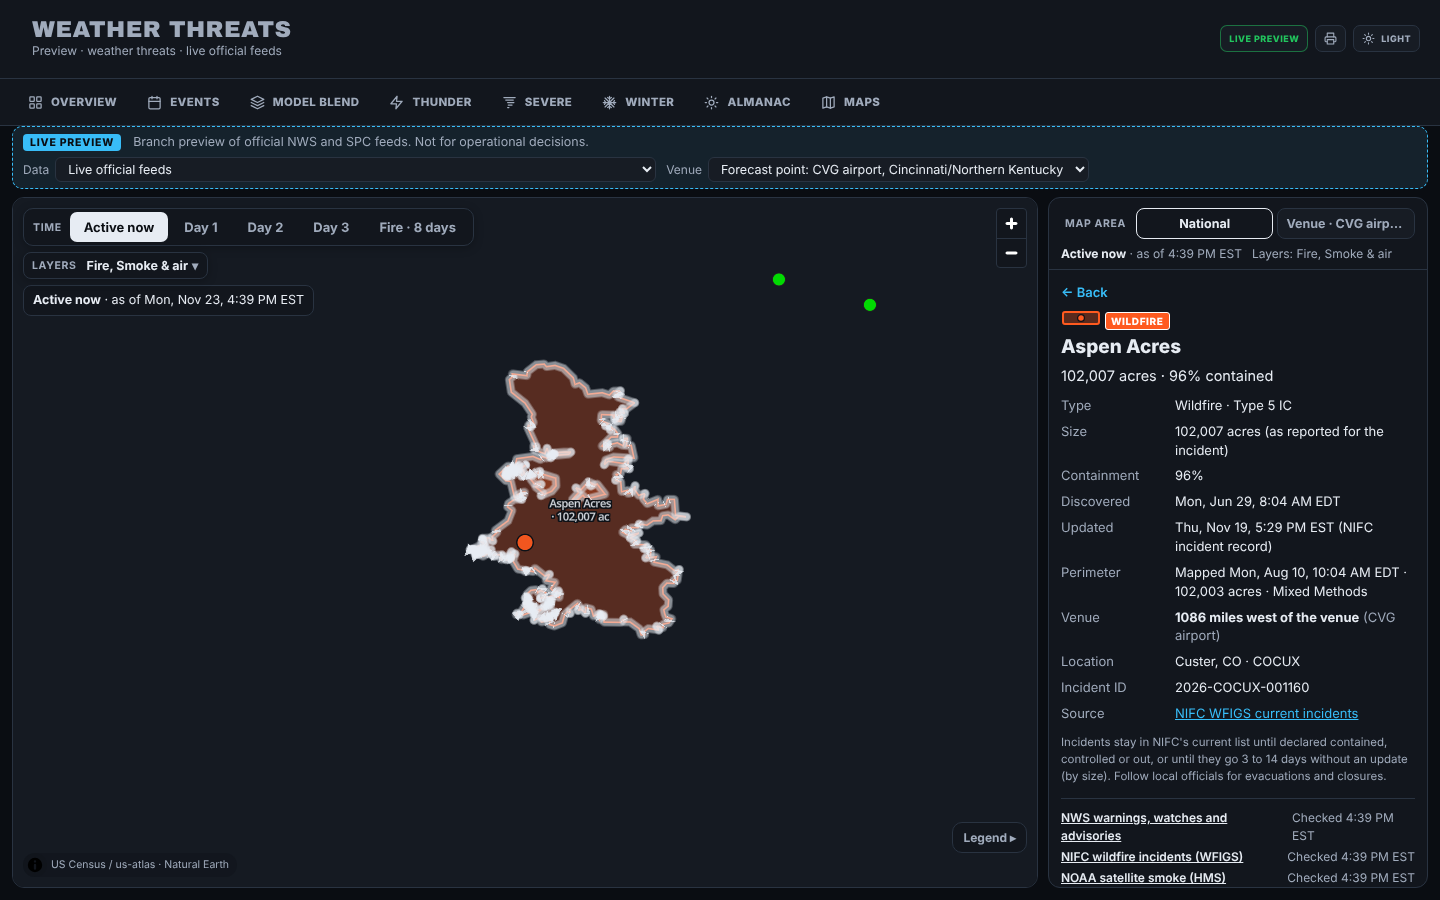 WEATHER THREATS
Preview · weather threats · live official feeds
LIVE PREVIEW
LIGHT
OVERVIEW
EVENTS
MODEL BLEND
THUNDER
SEVERE
WINTER
ALMANAC
MAPS
LIVE PREVIEW
Branch preview of official NWS and SPC feeds. Not for operational decisions.
Data
Live official feeds
Venue
Forecast point: CVG airport, Cincinnati/Northern Kentucky
TIME
Active now
Day 1
Day 2
Day 3
Fire · 8 days
LAYERS
Fire, Smoke & air ▾
Active now · as of Mon, Nov 23, 4:39 PM EST
Aspen Acres
· 102,007 ac
Legend ▸
US Census / us-atlas · Natural Earth
MAP AREA
National
Venue · CVG airp…
Active now · as of 4:39 PM EST Layers: Fire, Smoke & air
← Back
WILDFIRE
Aspen Acres
102,007 acres · 96% contained
Type
Wildfire · Type 5 IC
Size
102,007 acres (as reported for the
incident)
Containment
96%
Discovered
Mon, Jun 29, 8:04 AM EDT
Updated
Thu, Nov 19, 5:29 PM EST (NIFC
incident record)
Perimeter
Mapped Mon, Aug 10, 10:04 AM EDT ·
102,003 acres · Mixed Methods
Venue
1086 miles west of the venue (CVG
airport)
Location
Custer, CO · COCUX
Incident ID
2026-COCUX-001160
Source
NIFC WFIGS current incidents
Incidents stay in NIFC's current list until declared contained,
controlled or out, or until they go 3 to 14 days without an update
(by size). Follow local officials for evacuations and closures.
NWS warnings, watches and
advisories
Checked 4:39 PM
EST
NIFC wildfire incidents (WFIGS)
Checked 4:39 PM EST
NOAA satellite smoke (HMS)
Checked 4:39 PM EST